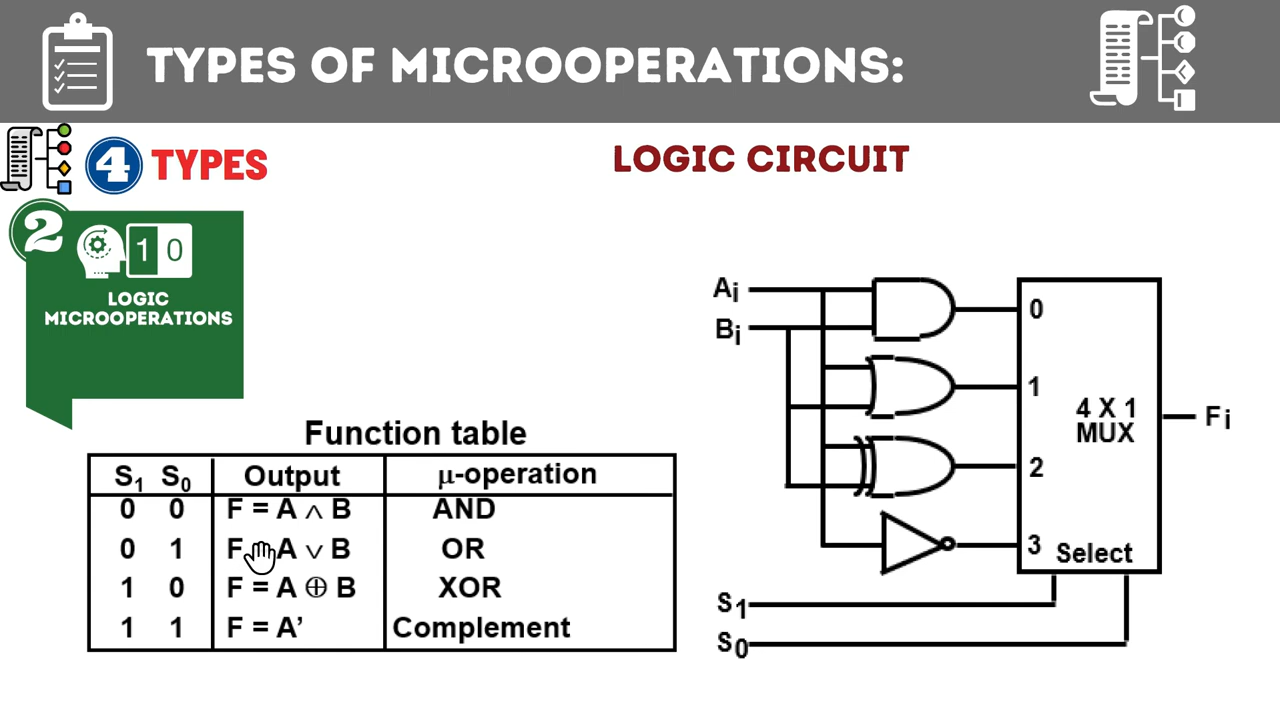 TYPES OF MICROOPERATIONS:
4 TYPES
LOGIC CIRCUIT
2
1 0
LOGIC
MICROOPERATIONS
Function table
S₁ S₀ Output μ-operation
0 0 F = A ∧ B AND
0 1 F A ∨ B OR
1 0 F = A ⊕ B XOR
1 1 F = A’ Complement
Aᵢ
Bᵢ
0
1
2
3
4 X 1
MUX
Select
Fᵢ
S₁
S₀